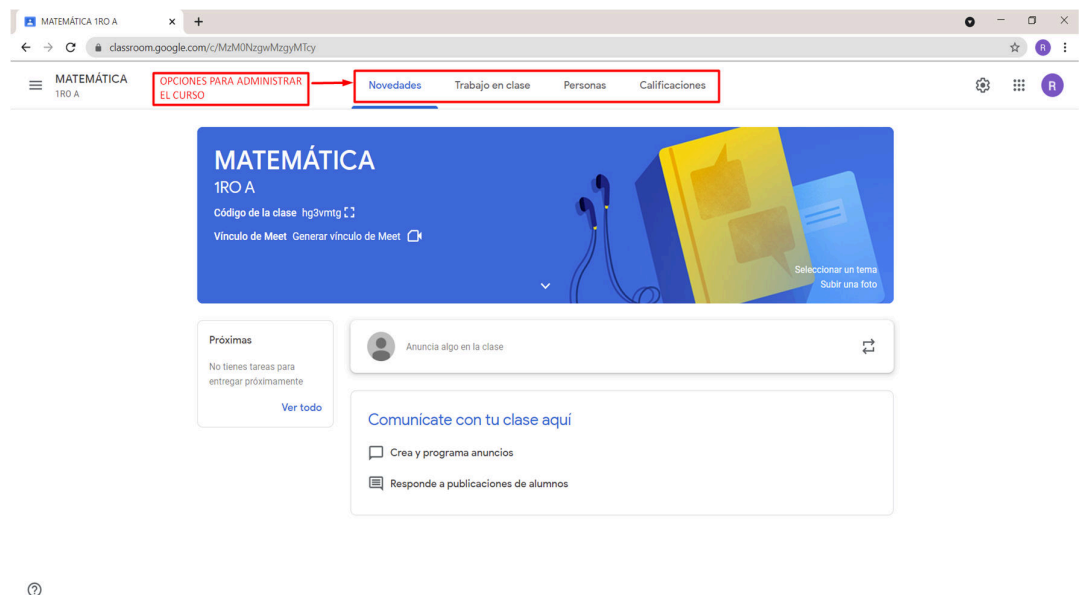 MATEMÁTICA 1RO A
classroom.google.com/c/MzM0NzgwMzgyMTcy
R
MATEMÁTICA
1RO A
OPCIONES PARA ADMINISTRAR
EL CURSO
Novedades Trabajo en clase Personas Calificaciones
R
MATEMÁTICA
1RO A
Código de la clase hg3vmtg
Vínculo de Meet Generar vínculo de Meet
Seleccionar un tema
Subir una foto
Próximas
No tienes tareas para
entregar próximamente
Ver todo
Anuncia algo en la clase
Comunícate con tu clase aquí
Crea y programa anuncios
Responde a publicaciones de alumnos